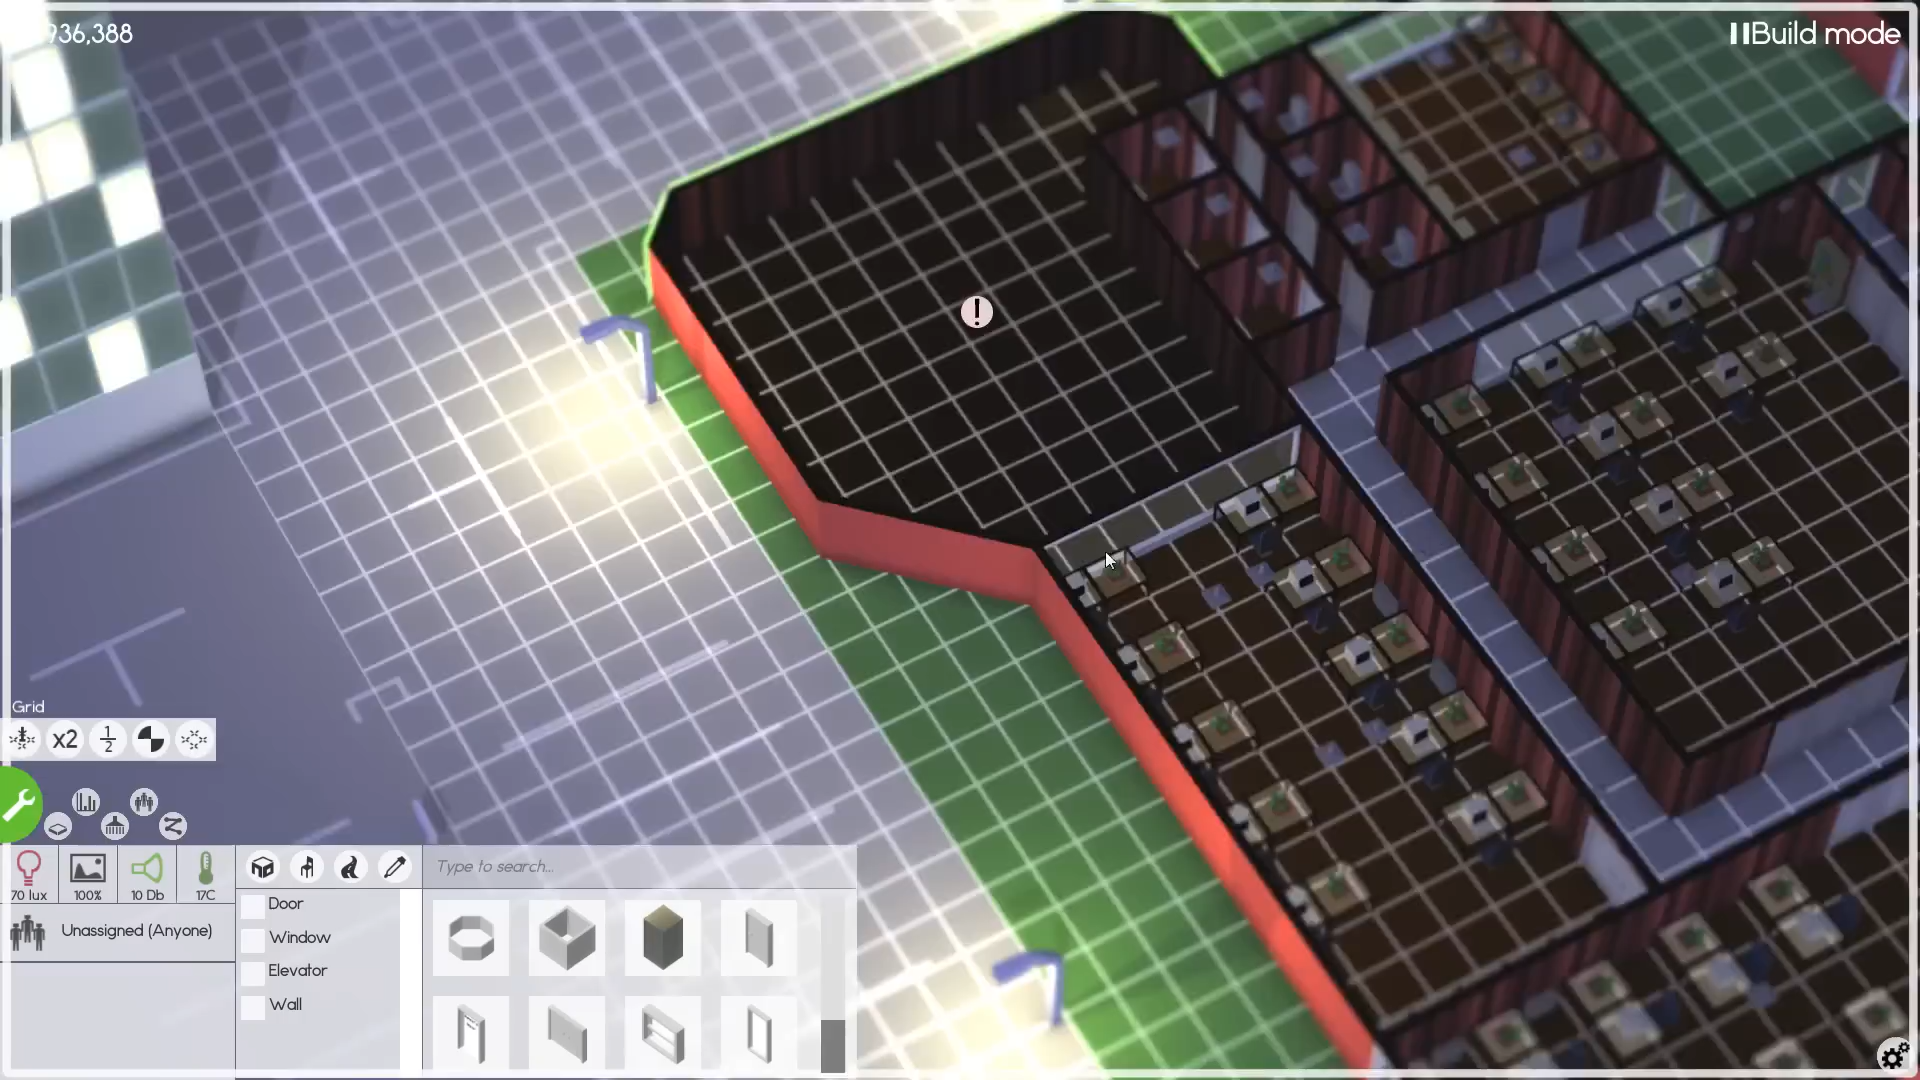 936,388
Build mode
Grid
x2
1
2
70 lux
100%
10 Db
17C
Type to search...
Unassigned (Anyone)
Door
Window
Elevator
Wall